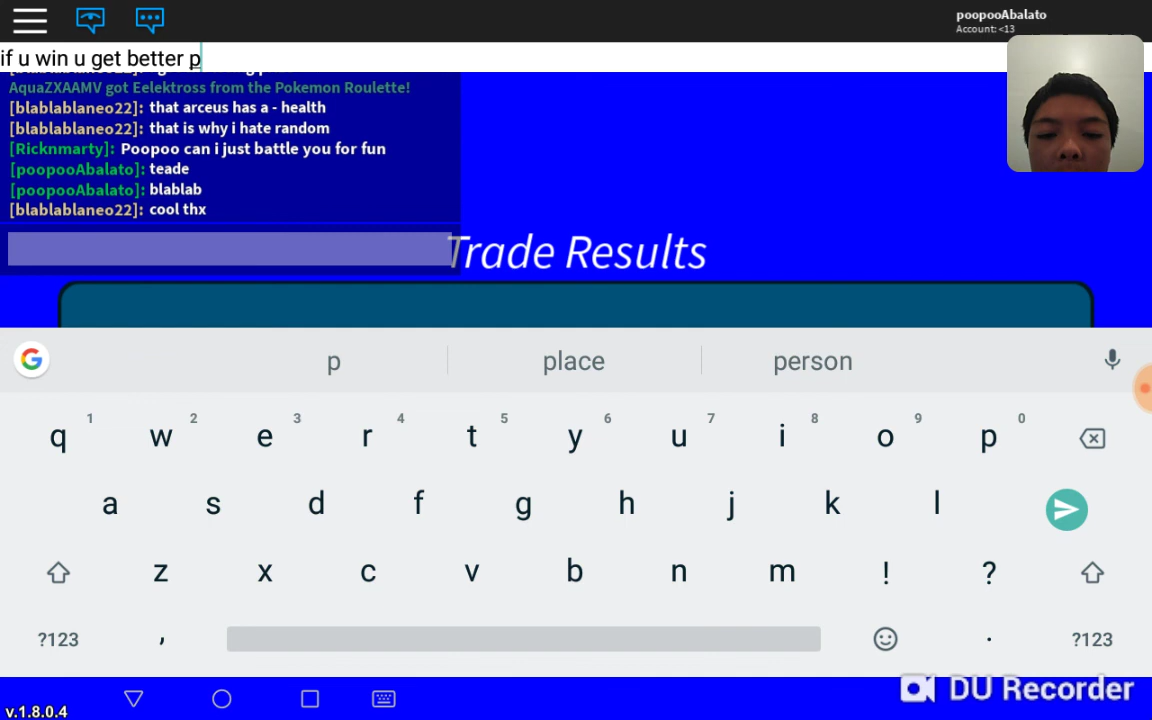 poopooAbalato
Account: <13
if u win u get better p
AquaZXAAMV got Eelektross from the Pokemon Roulette!
[blablablaneo22]: that arceus has a - health
[blablablaneo22]: that is why i hate random
[Ricknmarty]: Poopoo can i just battle you for fun
[poopooAbalato]: teade
[poopooAbalato]: blablab
[blablablaneo22]: cool thx
Trade Results
G
p place person
q 1 w 2 e 3 r 4 t 5 y 6 u 7 i 8 o 9 p 0
a s d f g h j k l
z x c v b n m ! ?
?123 , . ?123
DU Recorder
v.1.8.0.4